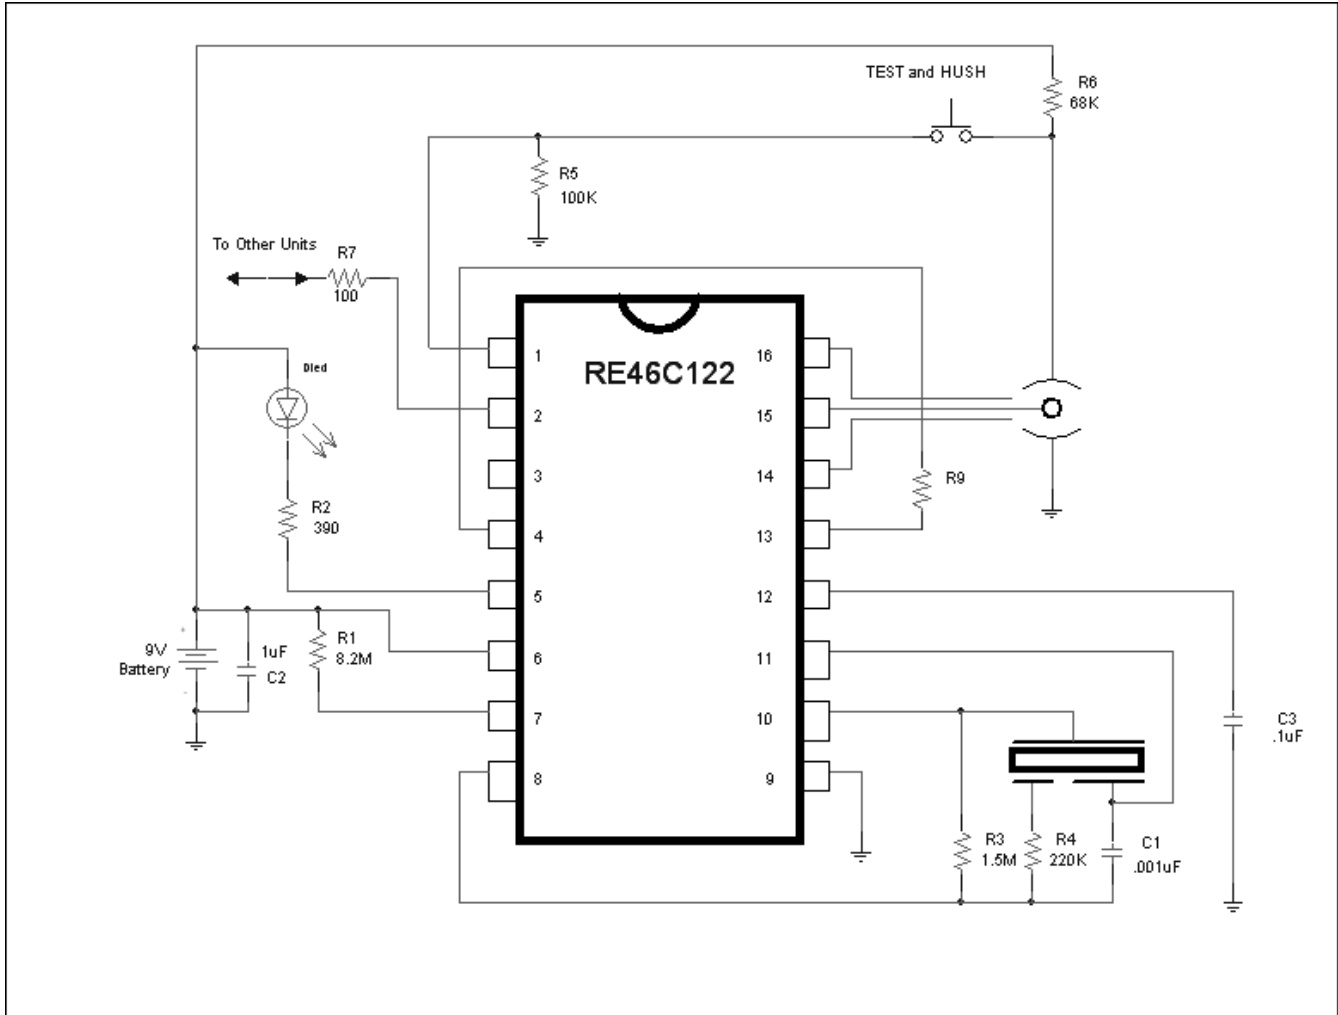 TEST and HUSH
R6
68K
R5
100K
To Other Units
R7
100
Dled
RE46C122
1
16
2
15
3
14
R9
R2
390
4
13
5
12
+
9V
Battery
1uF
C2
R1
8.2M
6
11
-
7
10
C3
.1uF
8
9
R3
1.5M
R4
220K
C1
.001uF